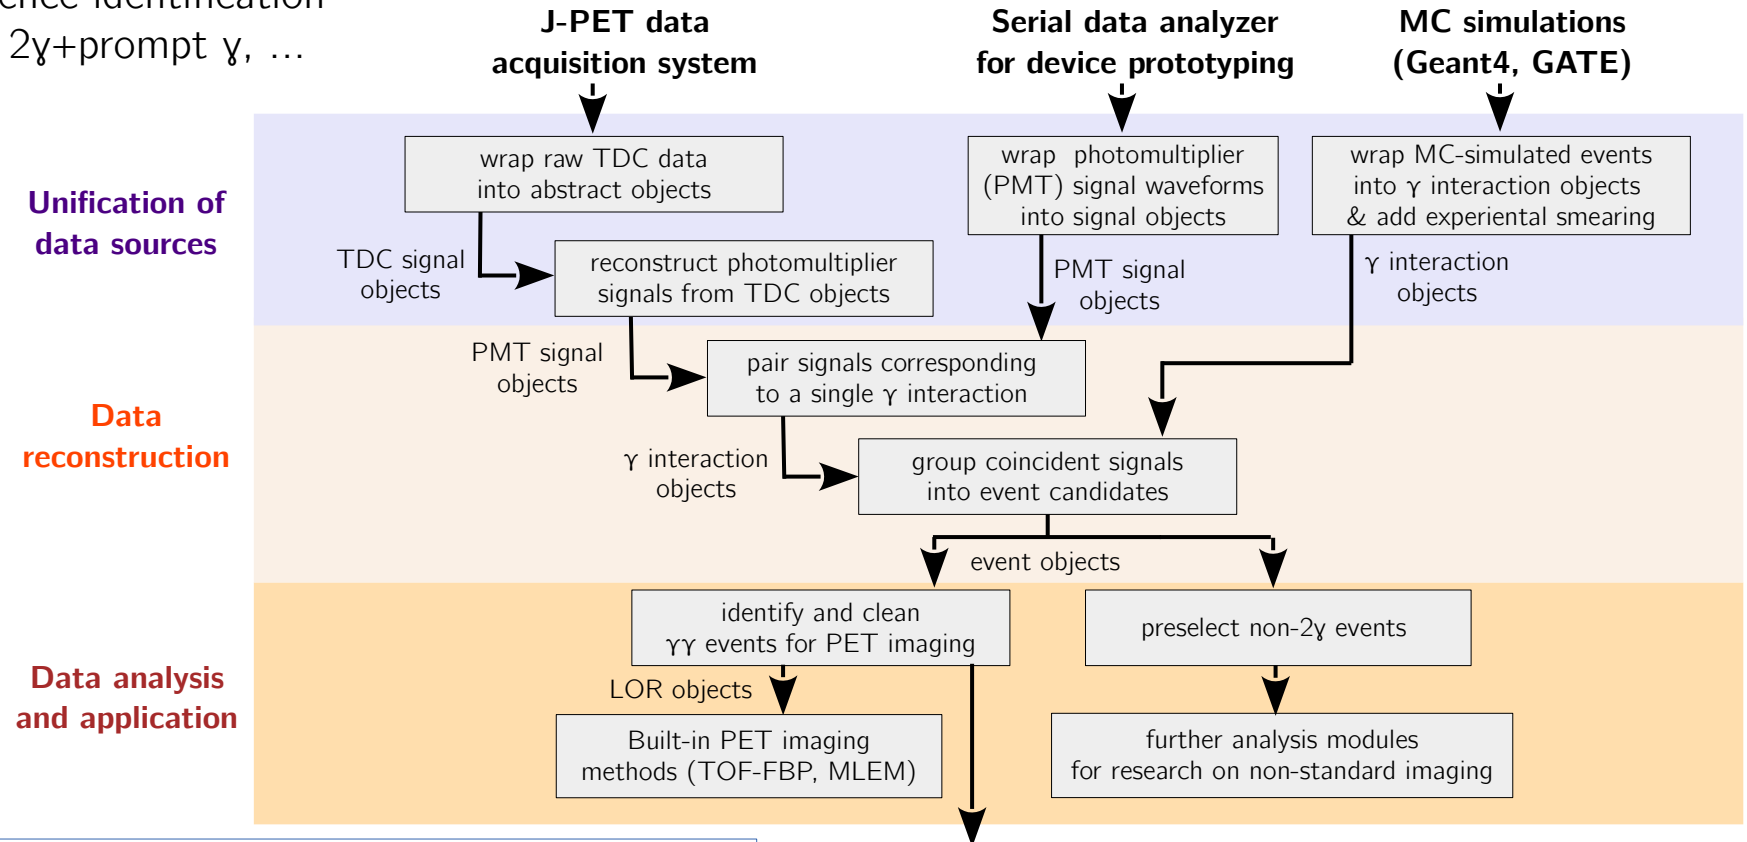 ence identification
2γ+prompt γ, ...
J-PET data
acquisition system
Serial data analyzer
for device prototyping
MC simulations
(Geant4, GATE)
Unification of
data sources
wrap raw TDC data
into abstract objects
wrap photomultiplier
(PMT) signal waveforms
into signal objects
wrap MC-simulated events
into γ interaction objects
& add experiental smearing
TDC signal
objects
reconstruct photomultiplier
signals from TDC objects
PMT signal
objects
γ interaction
objects
Data
reconstruction
PMT signal
objects
pair signals corresponding
to a single γ interaction
γ interaction
objects
group coincident signals
into event candidates
event objects
Data analysis
and application
identify and clean
γγ events for PET imaging
preselect non-2γ events
LOR objects
Built-in PET imaging
methods (TOF-FBP, MLEM)
further analysis modules
for research on non-standard imaging